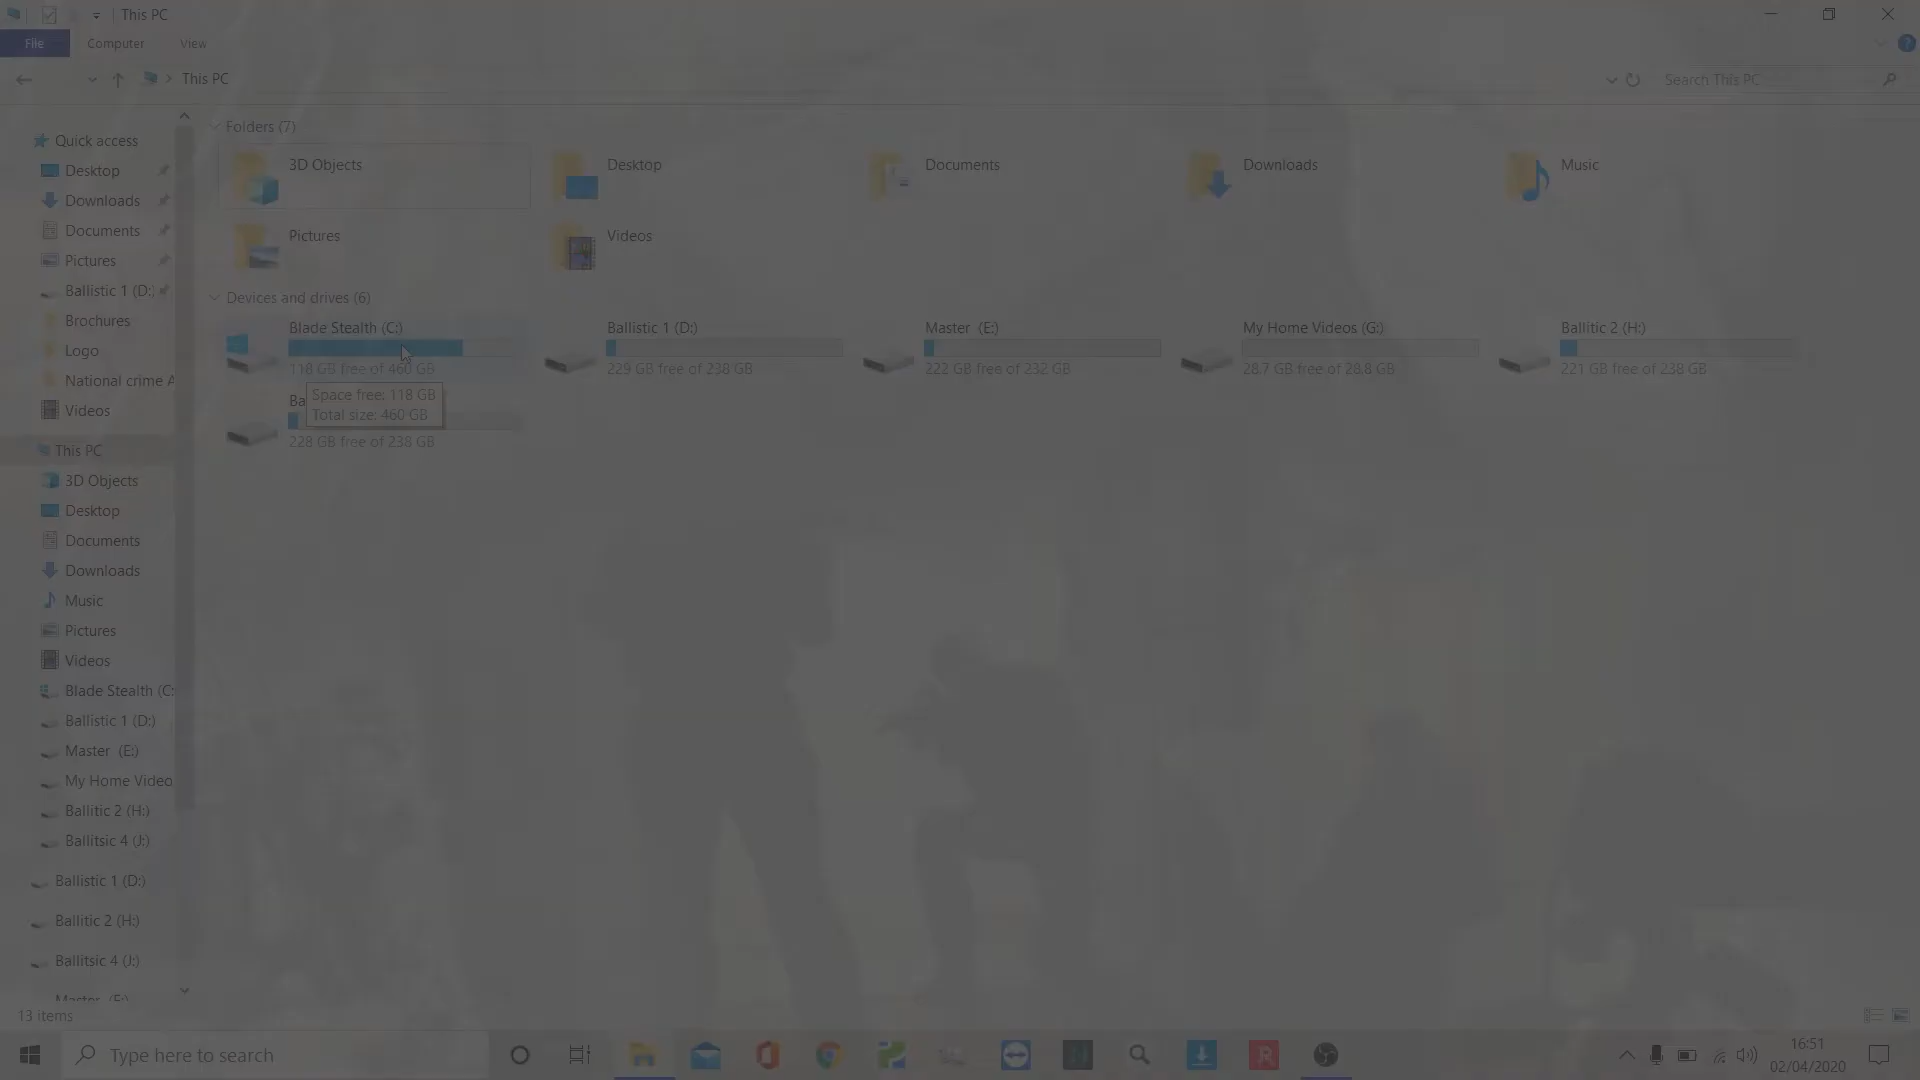 This PC
File Computer View
This PC
Search This PC
Quick access
Desktop
Downloads
Documents
Pictures
Ballistic 1 (D:)
Brochures
Logo
National crime A
Videos
This PC
3D Objects
Desktop
Documents
Downloads
Music
Pictures
Videos
Blade Stealth (C:
Ballistic 1 (D:)
Master (E:)
My Home Video
Ballitic 2 (H:)
Ballitsic 4 (J:)
Ballistic 1 (D:)
Ballitic 2 (H:)
Ballitsic 4 (J:)
Master (E:)
Folders (7)
3D Objects
Desktop
Documents
Downloads
Music
Pictures
Videos
Devices and drives (6)
Blade Stealth (C:)
118 GB free of 460 GB
Ballistic 1 (D:)
229 GB free of 238 GB
Master (E:)
222 GB free of 232 GB
My Home Videos (G:)
28.7 GB free of 28.8 GB
Ballitic 2 (H:)
221 GB free of 238 GB
Ba
228 GB free of 238 GB
Space free: 118 GB
Total size: 460 GB
13 items
Type here to search
16:51
02/04/2020